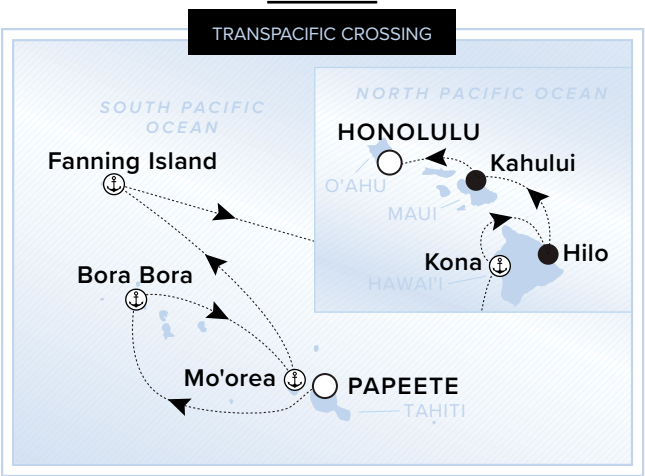 TRANSPACIFIC CROSSING
SOUTH PACIFIC
OCEAN
NORTH PACIFIC OCEAN
HONOLULU
Fanning Island
Kahului
O'AHU
MAUI
Kona
Hilo
HAWAI'I
Bora Bora
Mo'orea
PAPEETE
TAHITI